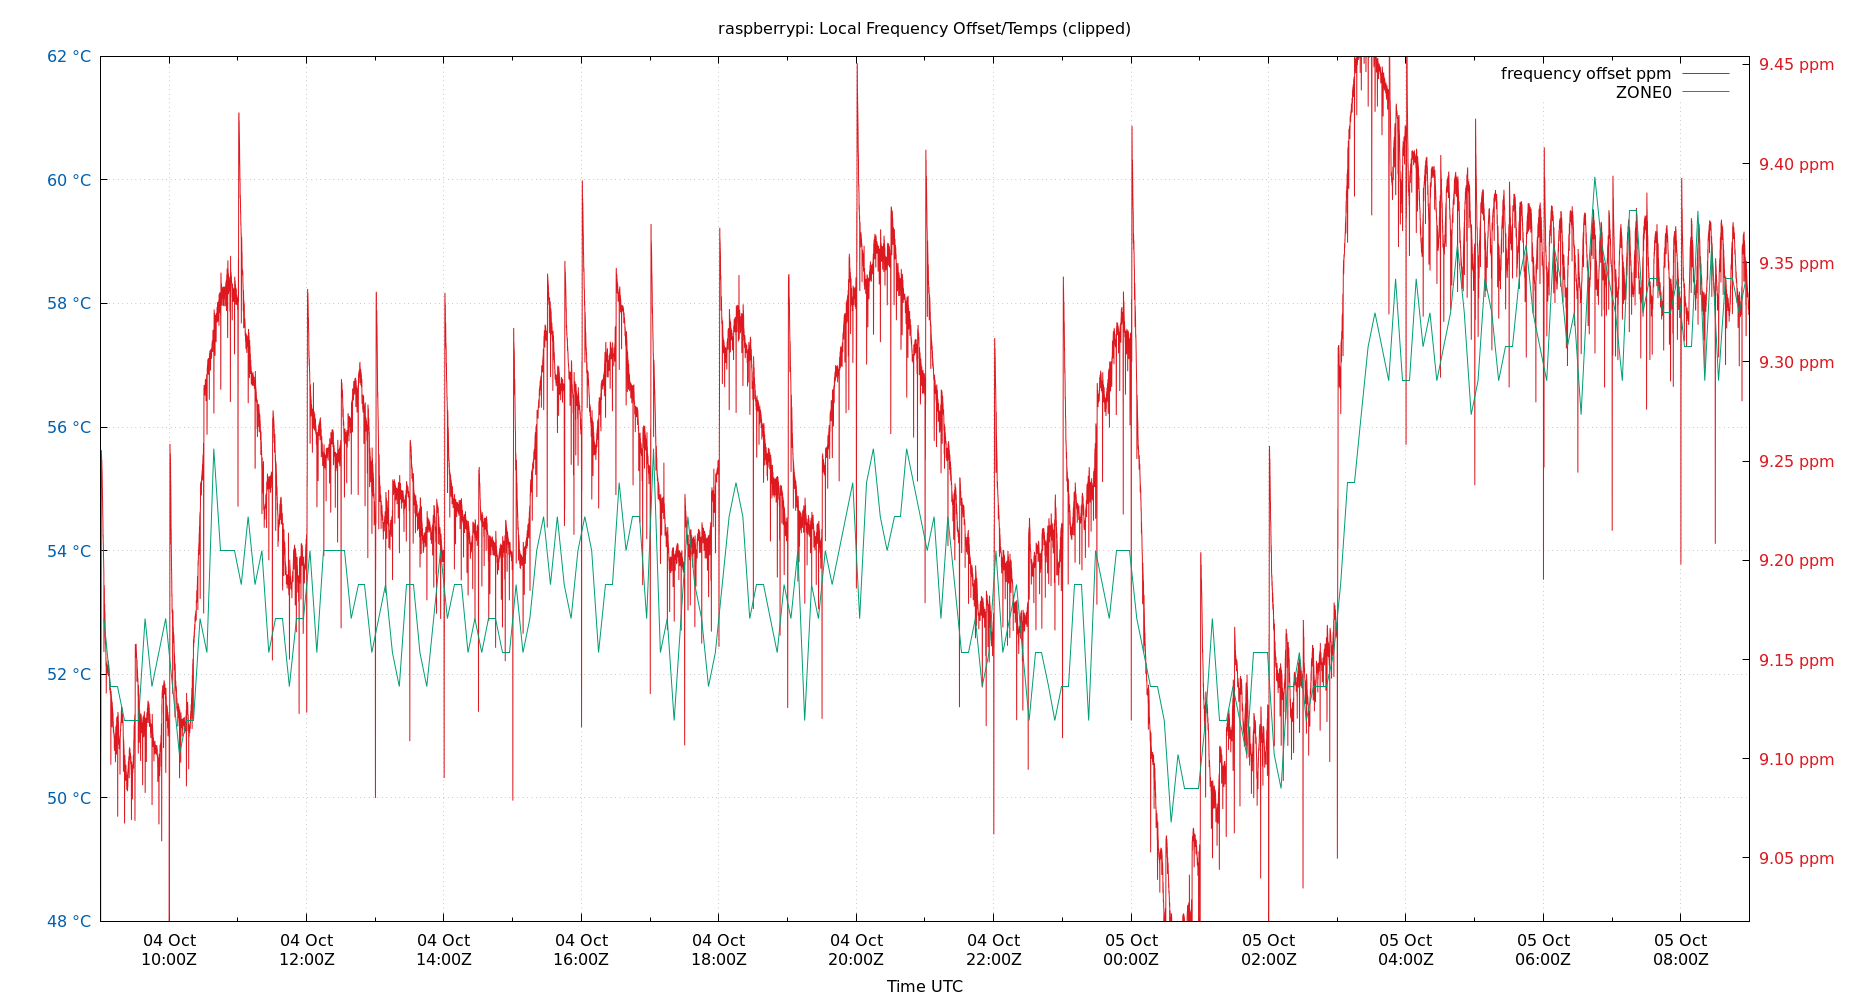 raspberrypi: Local Frequency Offset/Temps (clipped)
62 °C
60 °C
58 °C
56 °C
54 °C
52 °C
50 °C
48 °C
9.45 ppm
9.40 ppm
9.35 ppm
9.30 ppm
9.25 ppm
9.20 ppm
9.15 ppm
9.10 ppm
9.05 ppm
frequency offset ppm
ZONE0
04 Oct
10:00Z
04 Oct
12:00Z
04 Oct
14:00Z
04 Oct
16:00Z
04 Oct
18:00Z
04 Oct
20:00Z
04 Oct
22:00Z
05 Oct
00:00Z
05 Oct
02:00Z
05 Oct
04:00Z
05 Oct
06:00Z
05 Oct
08:00Z
Time UTC